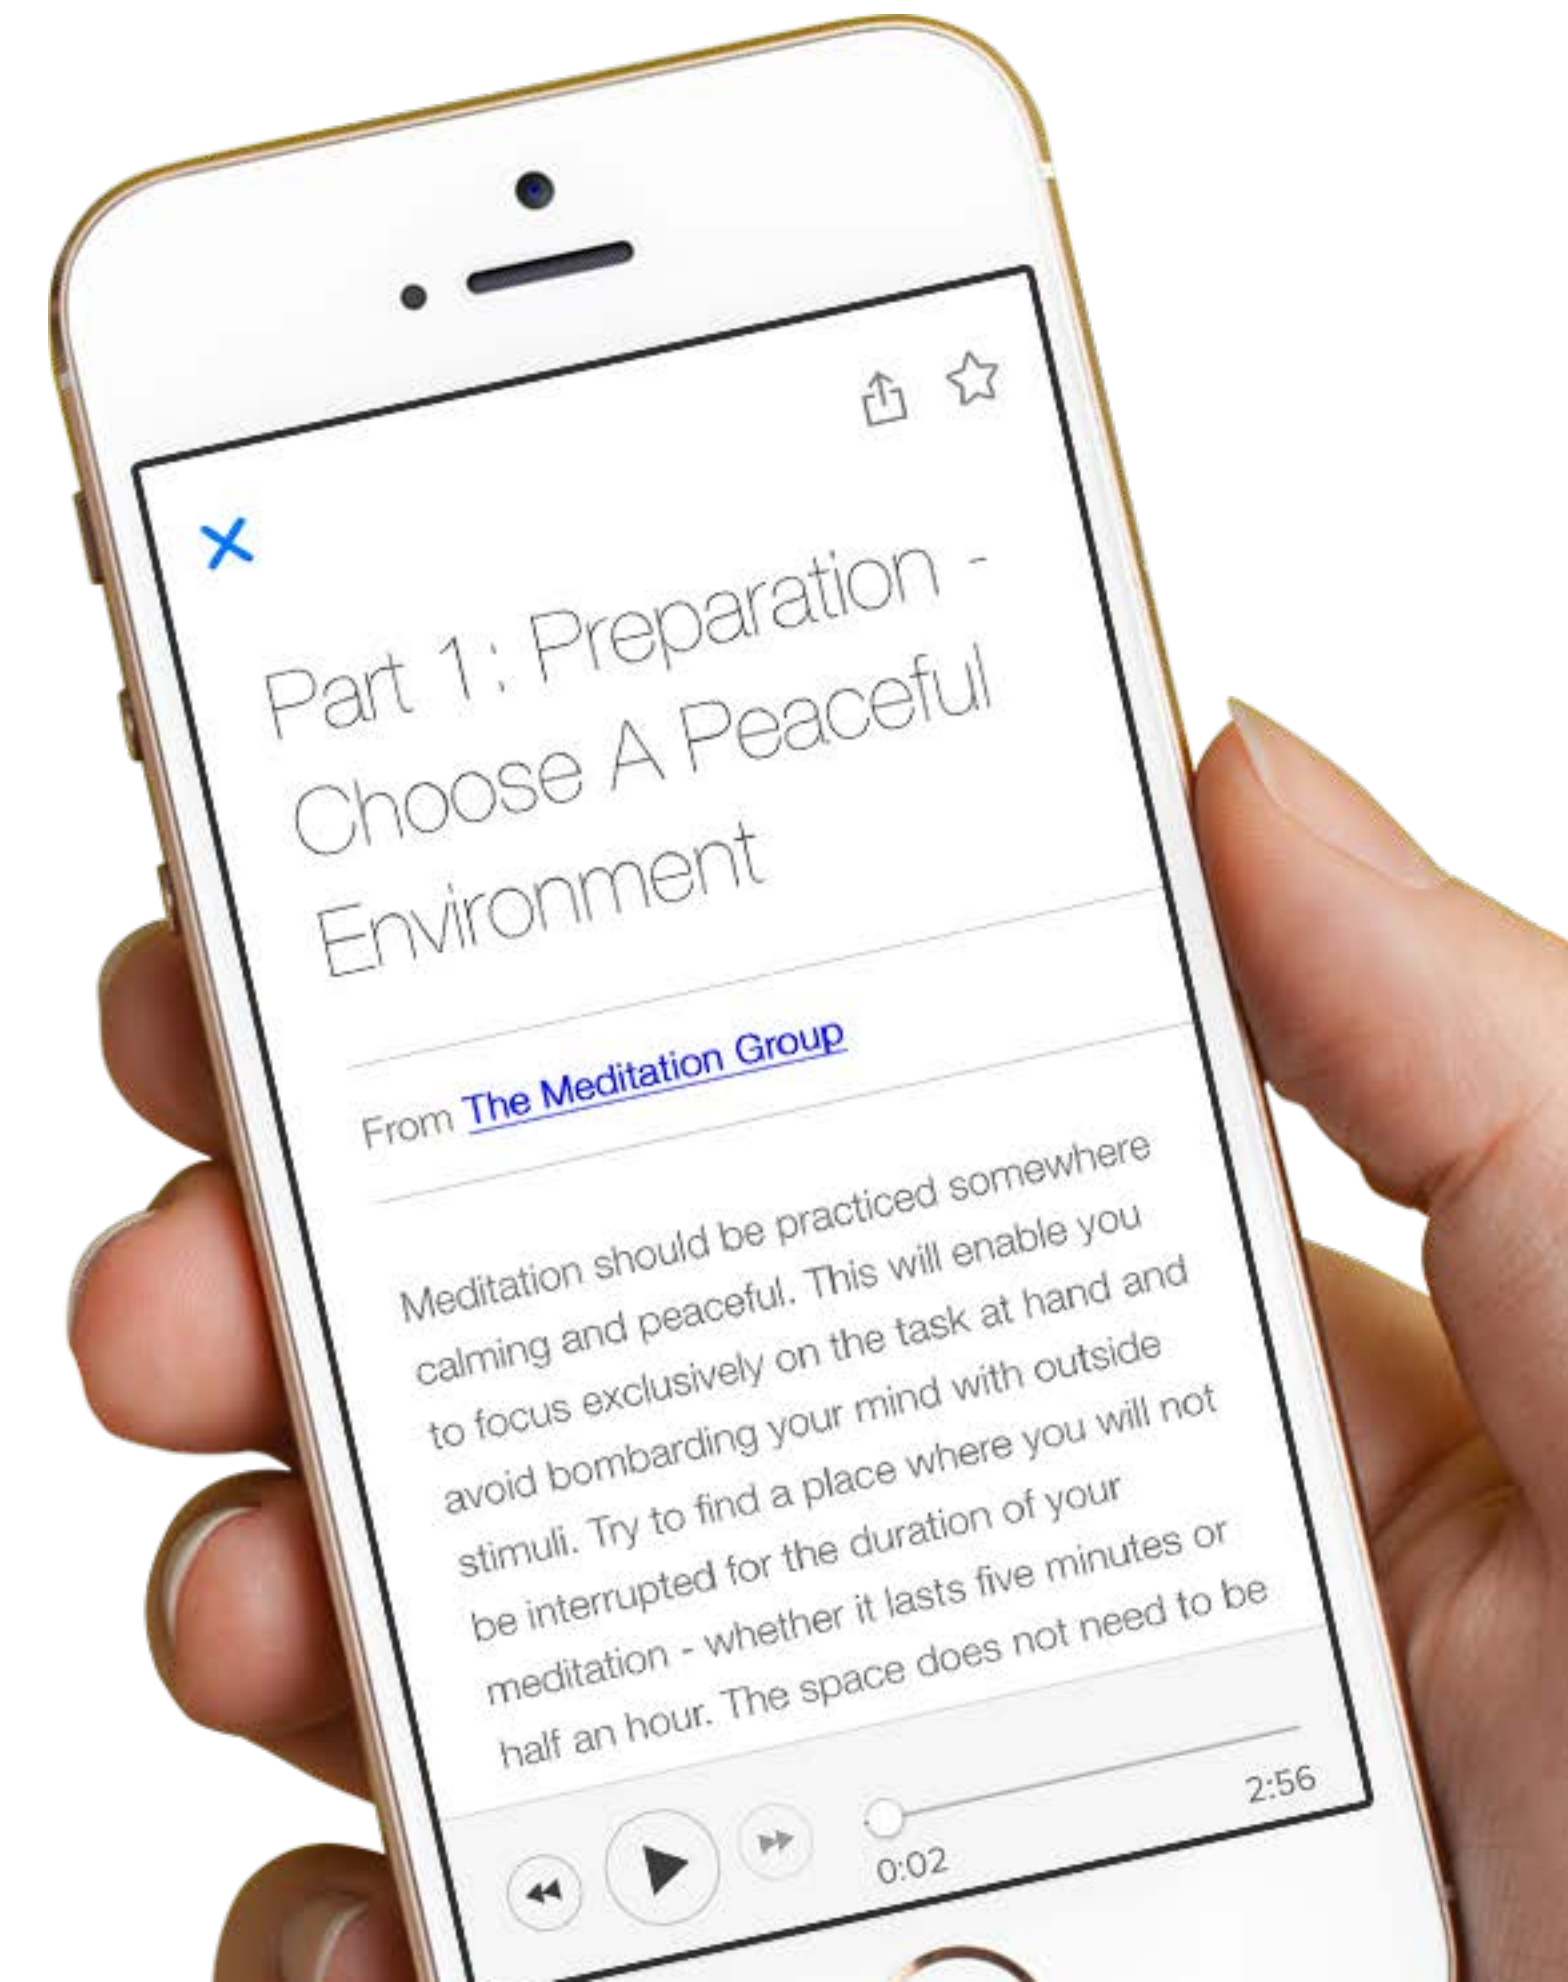 Part 1: Preparation -
Choose A Peaceful
Environment
From The Meditation Group
Meditation should be practiced somewhere
calming and peaceful. This will enable you
to focus exclusively on the task at hand and
avoid bombarding your mind with outside
stimuli. Try to find a place where you will not
be interrupted for the duration of your
meditation - whether it lasts five minutes or
half an hour. The space does not need to be
0:02
2:56